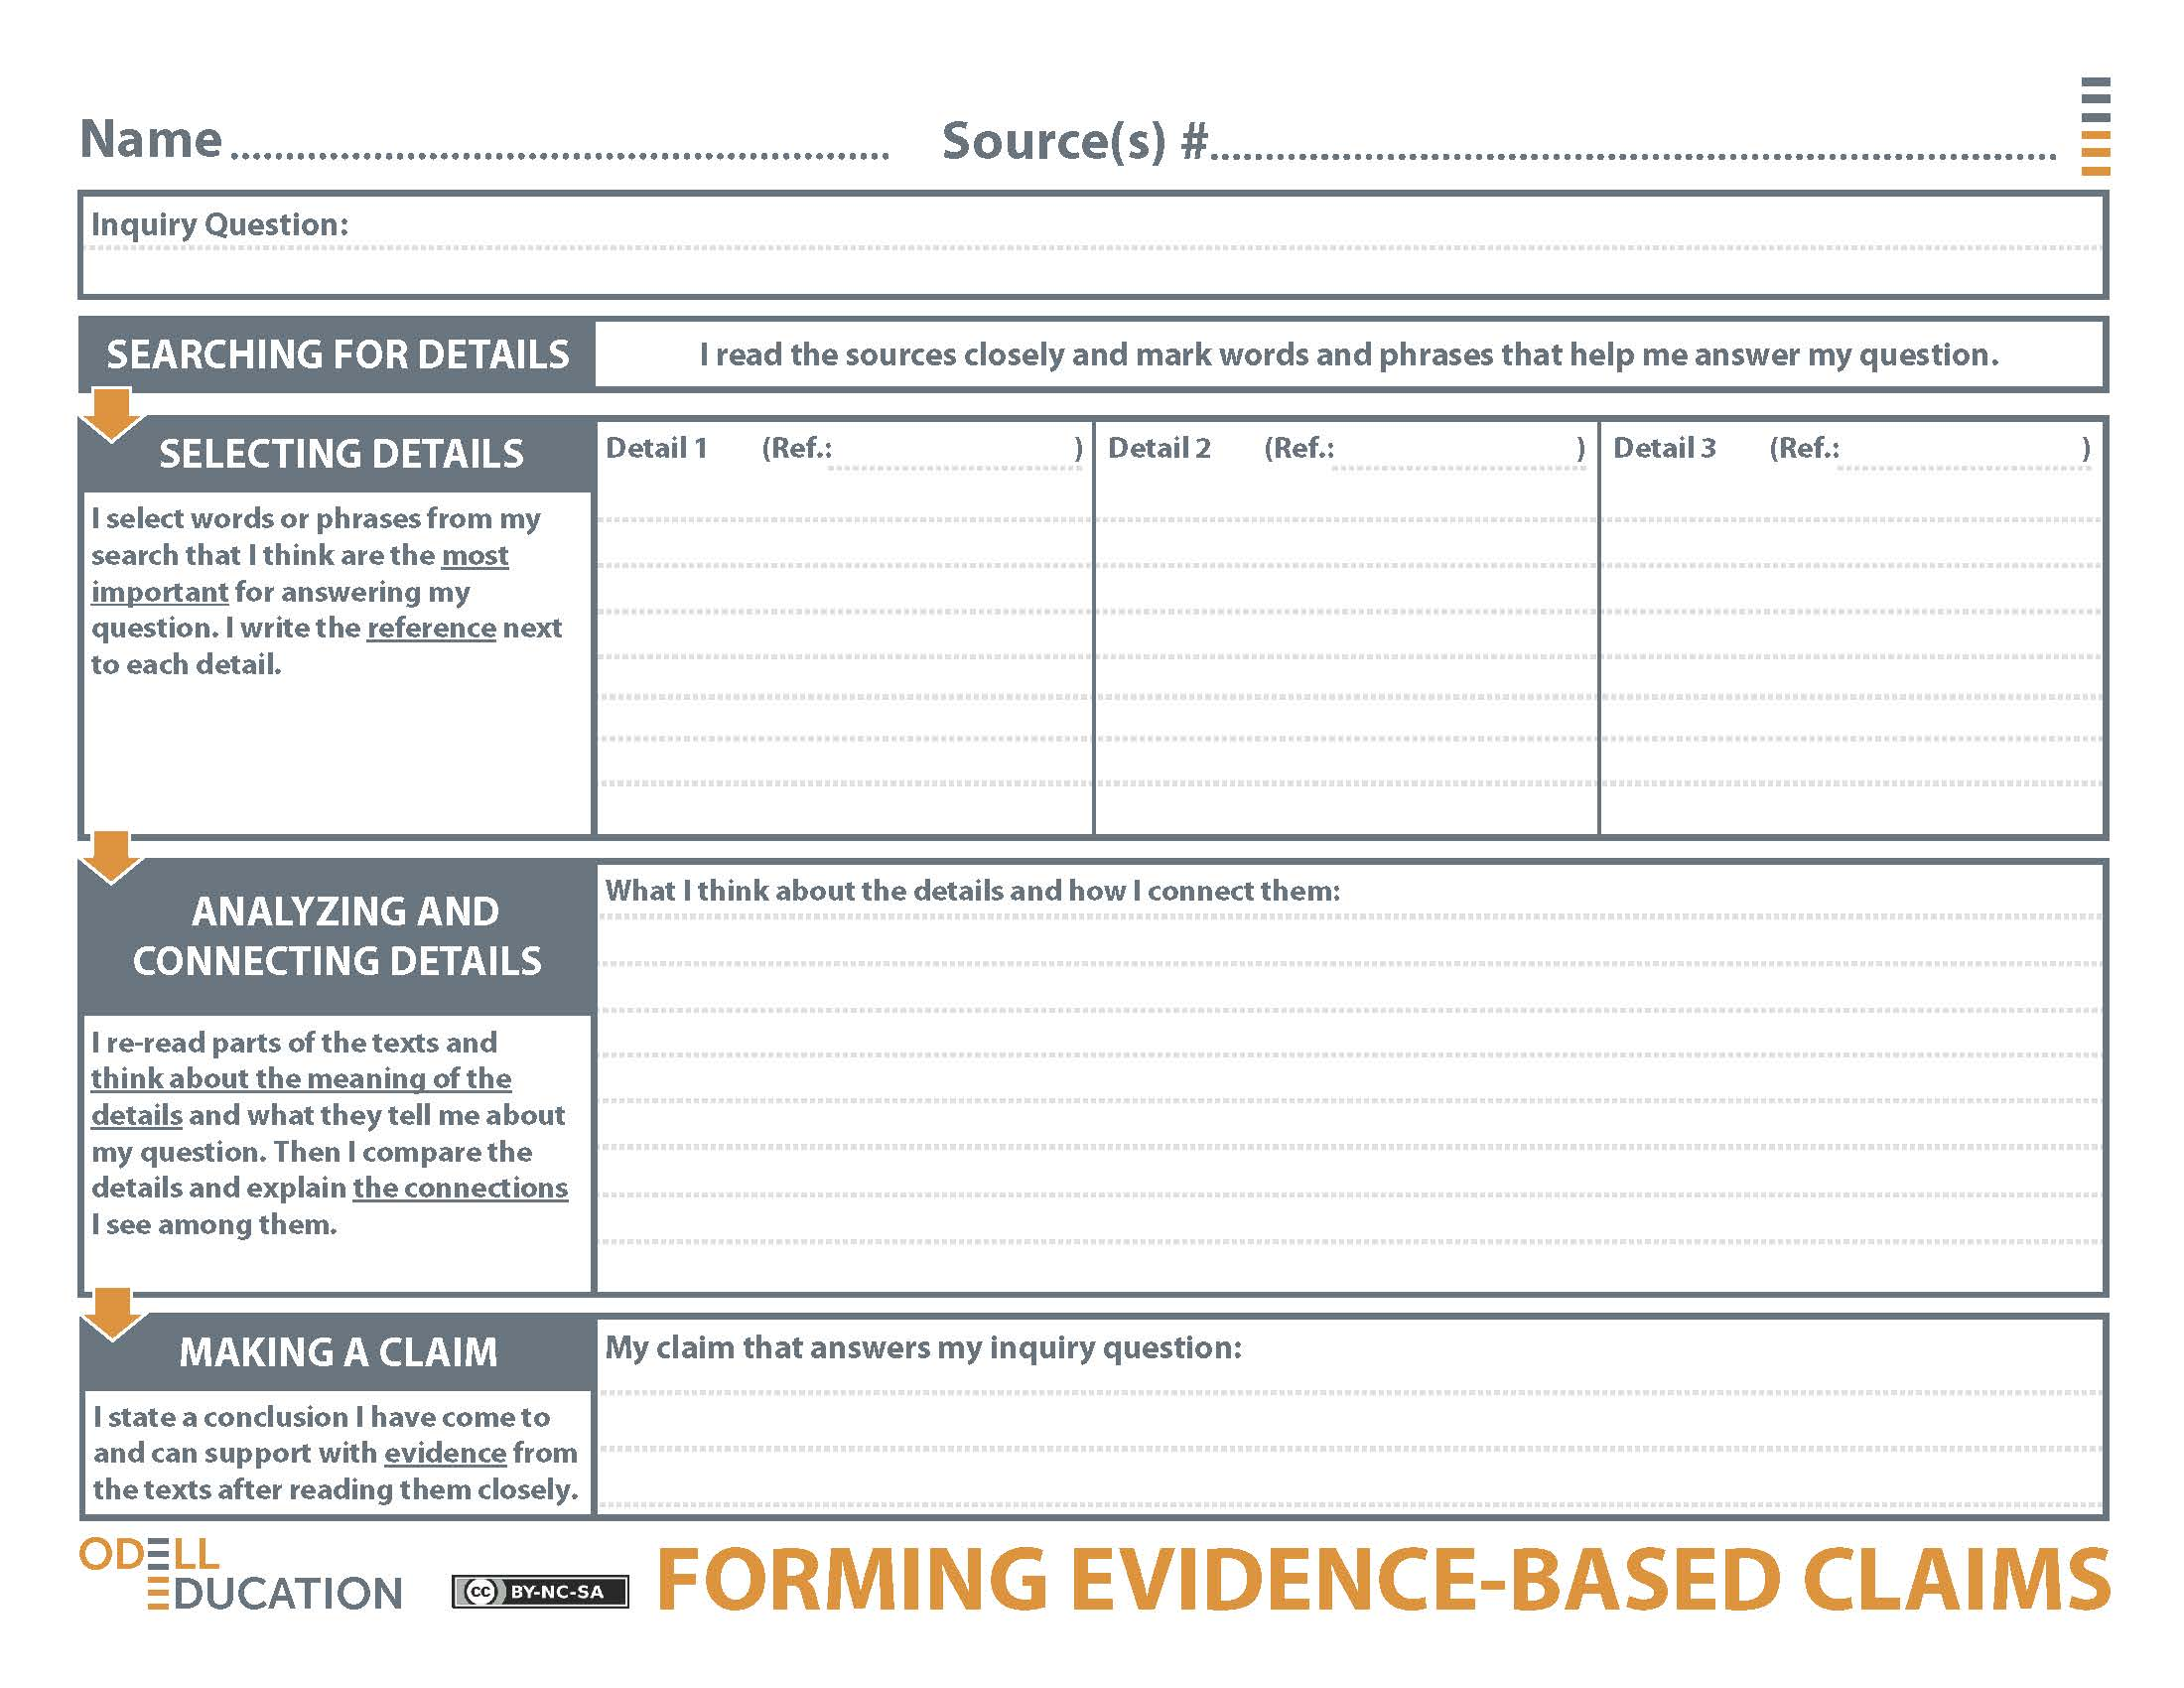 Name Source(s) #
Inquiry Question:
SEARCHING FOR DETAILS
I read the sources closely and mark words and phrases that help me answer my question.
SELECTING DETAILS
I select words or phrases from my
search that I think are the most
important for answering my
question. I write the reference next
to each detail.
Detail 1 (Ref.: )
Detail 2 (Ref.: )
Detail 3 (Ref.: )
ANALYZING AND
CONNECTING DETAILS
I re-read parts of the texts and
think about the meaning of the
details and what they tell me about
my question. Then I compare the
details and explain the connections
I see among them.
What I think about the details and how I connect them:
MAKING A CLAIM
I state a conclusion I have come to
and can support with evidence from
the texts after reading them closely.
My claim that answers my inquiry question:
ODELL
EDUCATION
cc BY-NC-SA
FORMING EVIDENCE-BASED CLAIMS